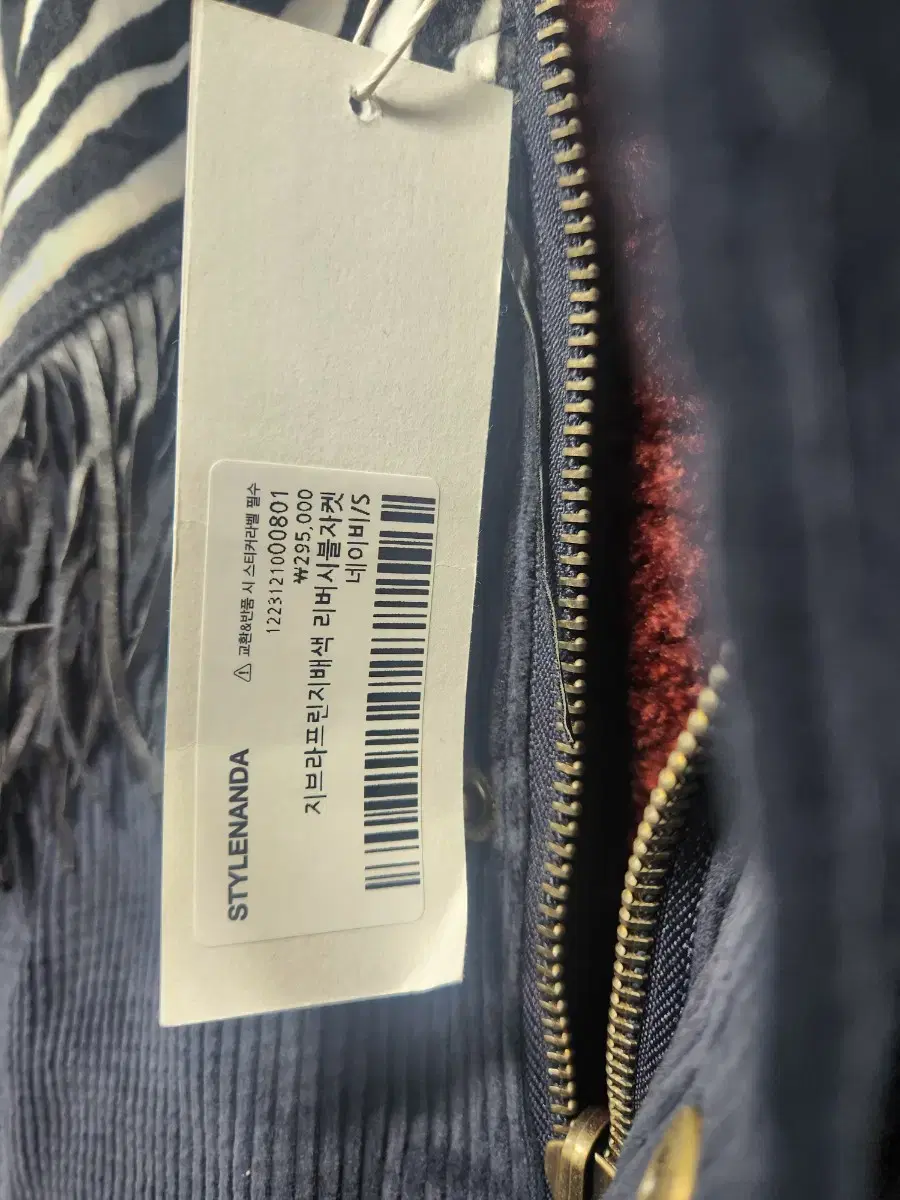 STYLENANDA
⚠ 교환&반품 시 스티커라벨 필수
1223121000801
₩295,000
지브라프린지배색 리버시블자켓
네이비/S